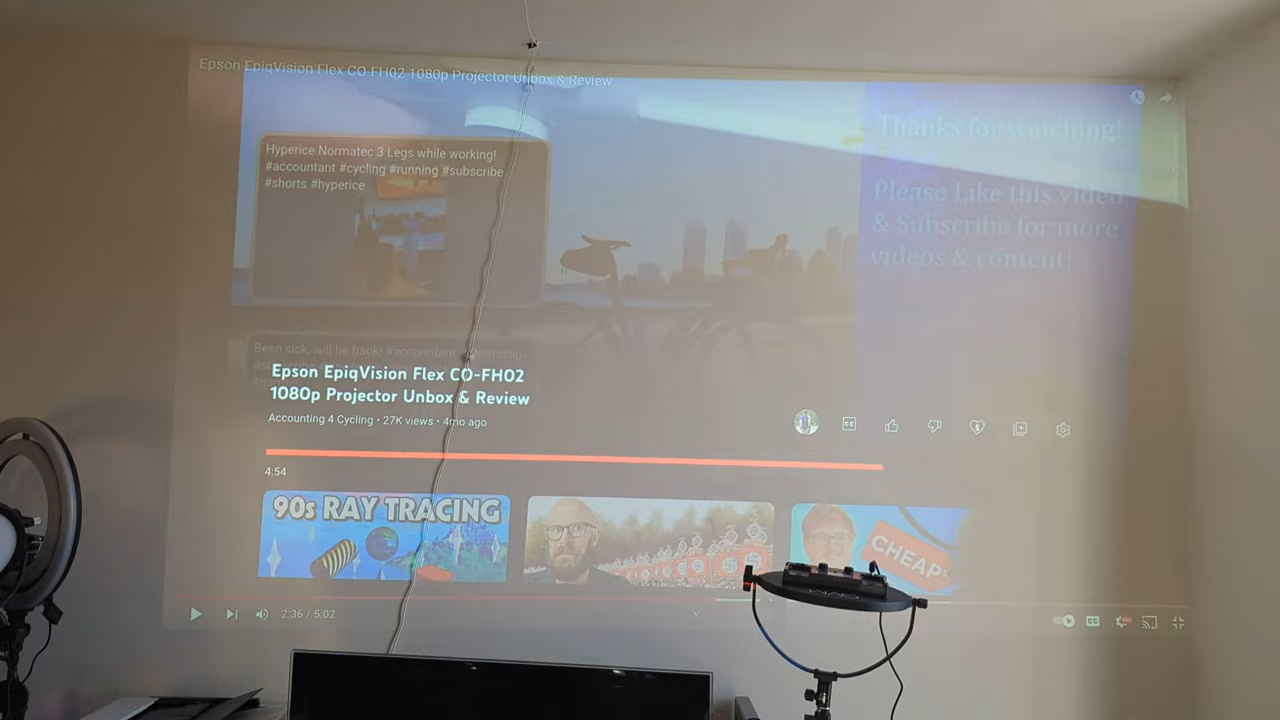 Epson EpiqVision Flex CO-FH02 1080p Projector Unbox & Review
Thanks for watching!
Hyperice Normatec 3 Legs while working!
#accountant #cycling #running #subscribe
#shorts #hyperice
Please Like this video
& Subscribe for more
videos & content!
Been sick, will be back! #accountant
Epson EpiqVision Flex CO-FH02
1080p Projector Unbox & Review
Accounting 4 Cycling • 27K views • 4mo ago
CC
4:54
90s RAY TRACING
CHEAP
2:36 / 5:02
CC